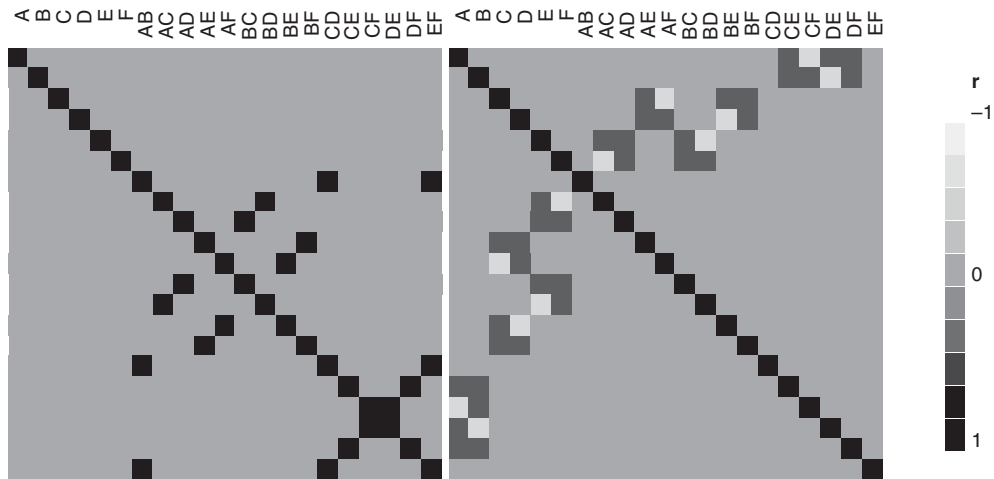 A B C D E F AB AC AD AE AF BC BD BE BF CD CE CF DE DF EF
A B C D E F AB AC AD AE AF BC BD BE BF CD CE CF DE DF EF
r
–1
0
1